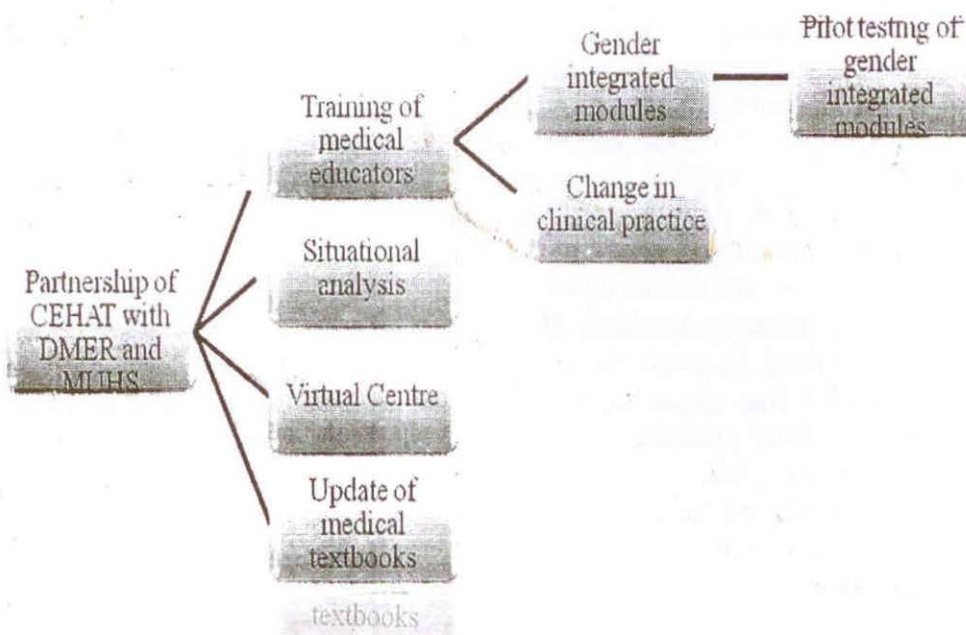 Partnership of
CEHAT with
DMER and
MUHS
Training of
medical
educators
Situational
analysis
Virtual Centre
Update of
medical
textbooks
textbooks
Gender
integrated
modules
Change in
clinical practice
Pilot testing of
gender
integrated
modules